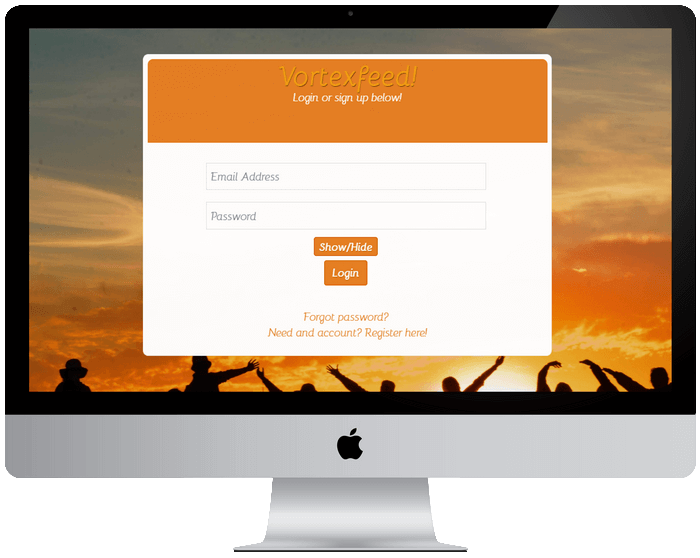 Vortexfeed!
Login or sign up below!
Email Address
Password
Show/Hide
Login
Forgot password?
Need and account? Register here!